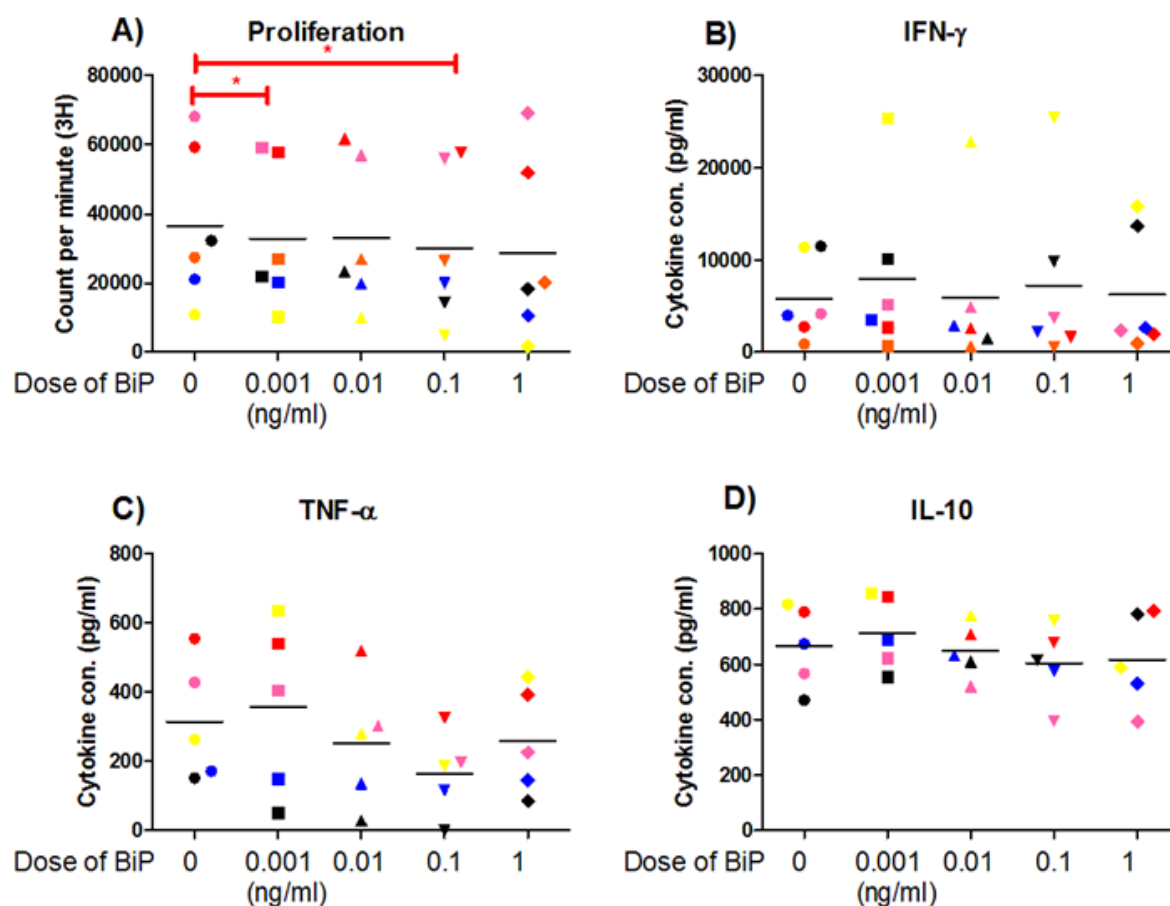 A) Proliferation
*
*
80000
60000
40000
20000
0
Count per minute (3H)
Dose of BiP 0 0.001 0.01 0.1 1
(ng/ml)
B) IFN-γ
30000
20000
10000
0
Cytokine con. (pg/ml)
Dose of BiP 0 0.001 0.01 0.1 1
(ng/ml)
C) TNF-α
800
600
400
200
0
Cytokine con. (pg/ml)
Dose of BiP 0 0.001 0.01 0.1 1
(ng/ml)
D) IL-10
1000
800
600
400
200
0
Cytokine con. (pg/ml)
Dose of BiP 0 0.001 0.01 0.1 1
(ng/ml)